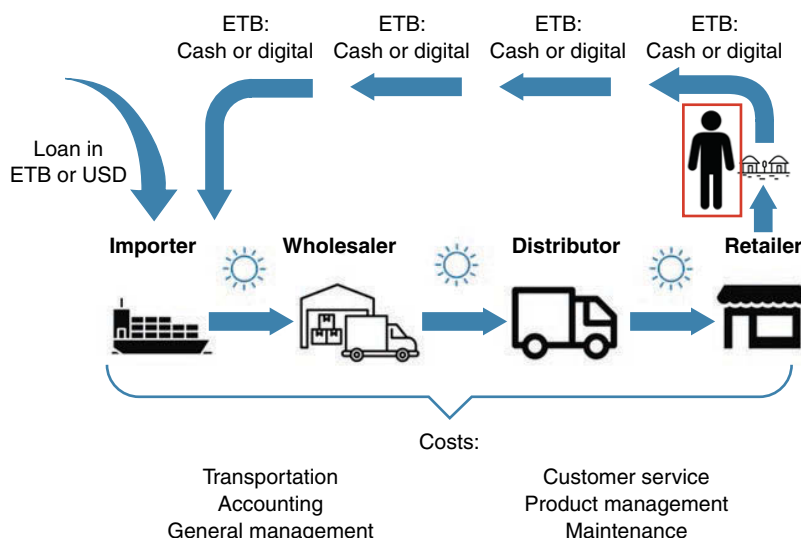 ETB:
Cash or digital
ETB:
Cash or digital
ETB:
Cash or digital
ETB:
Cash or digital
Loan in
ETB or USD
Importer
Wholesaler
Distributor
Retailer
Costs:
Transportation
Accounting
General management
Customer service
Product management
Maintenance